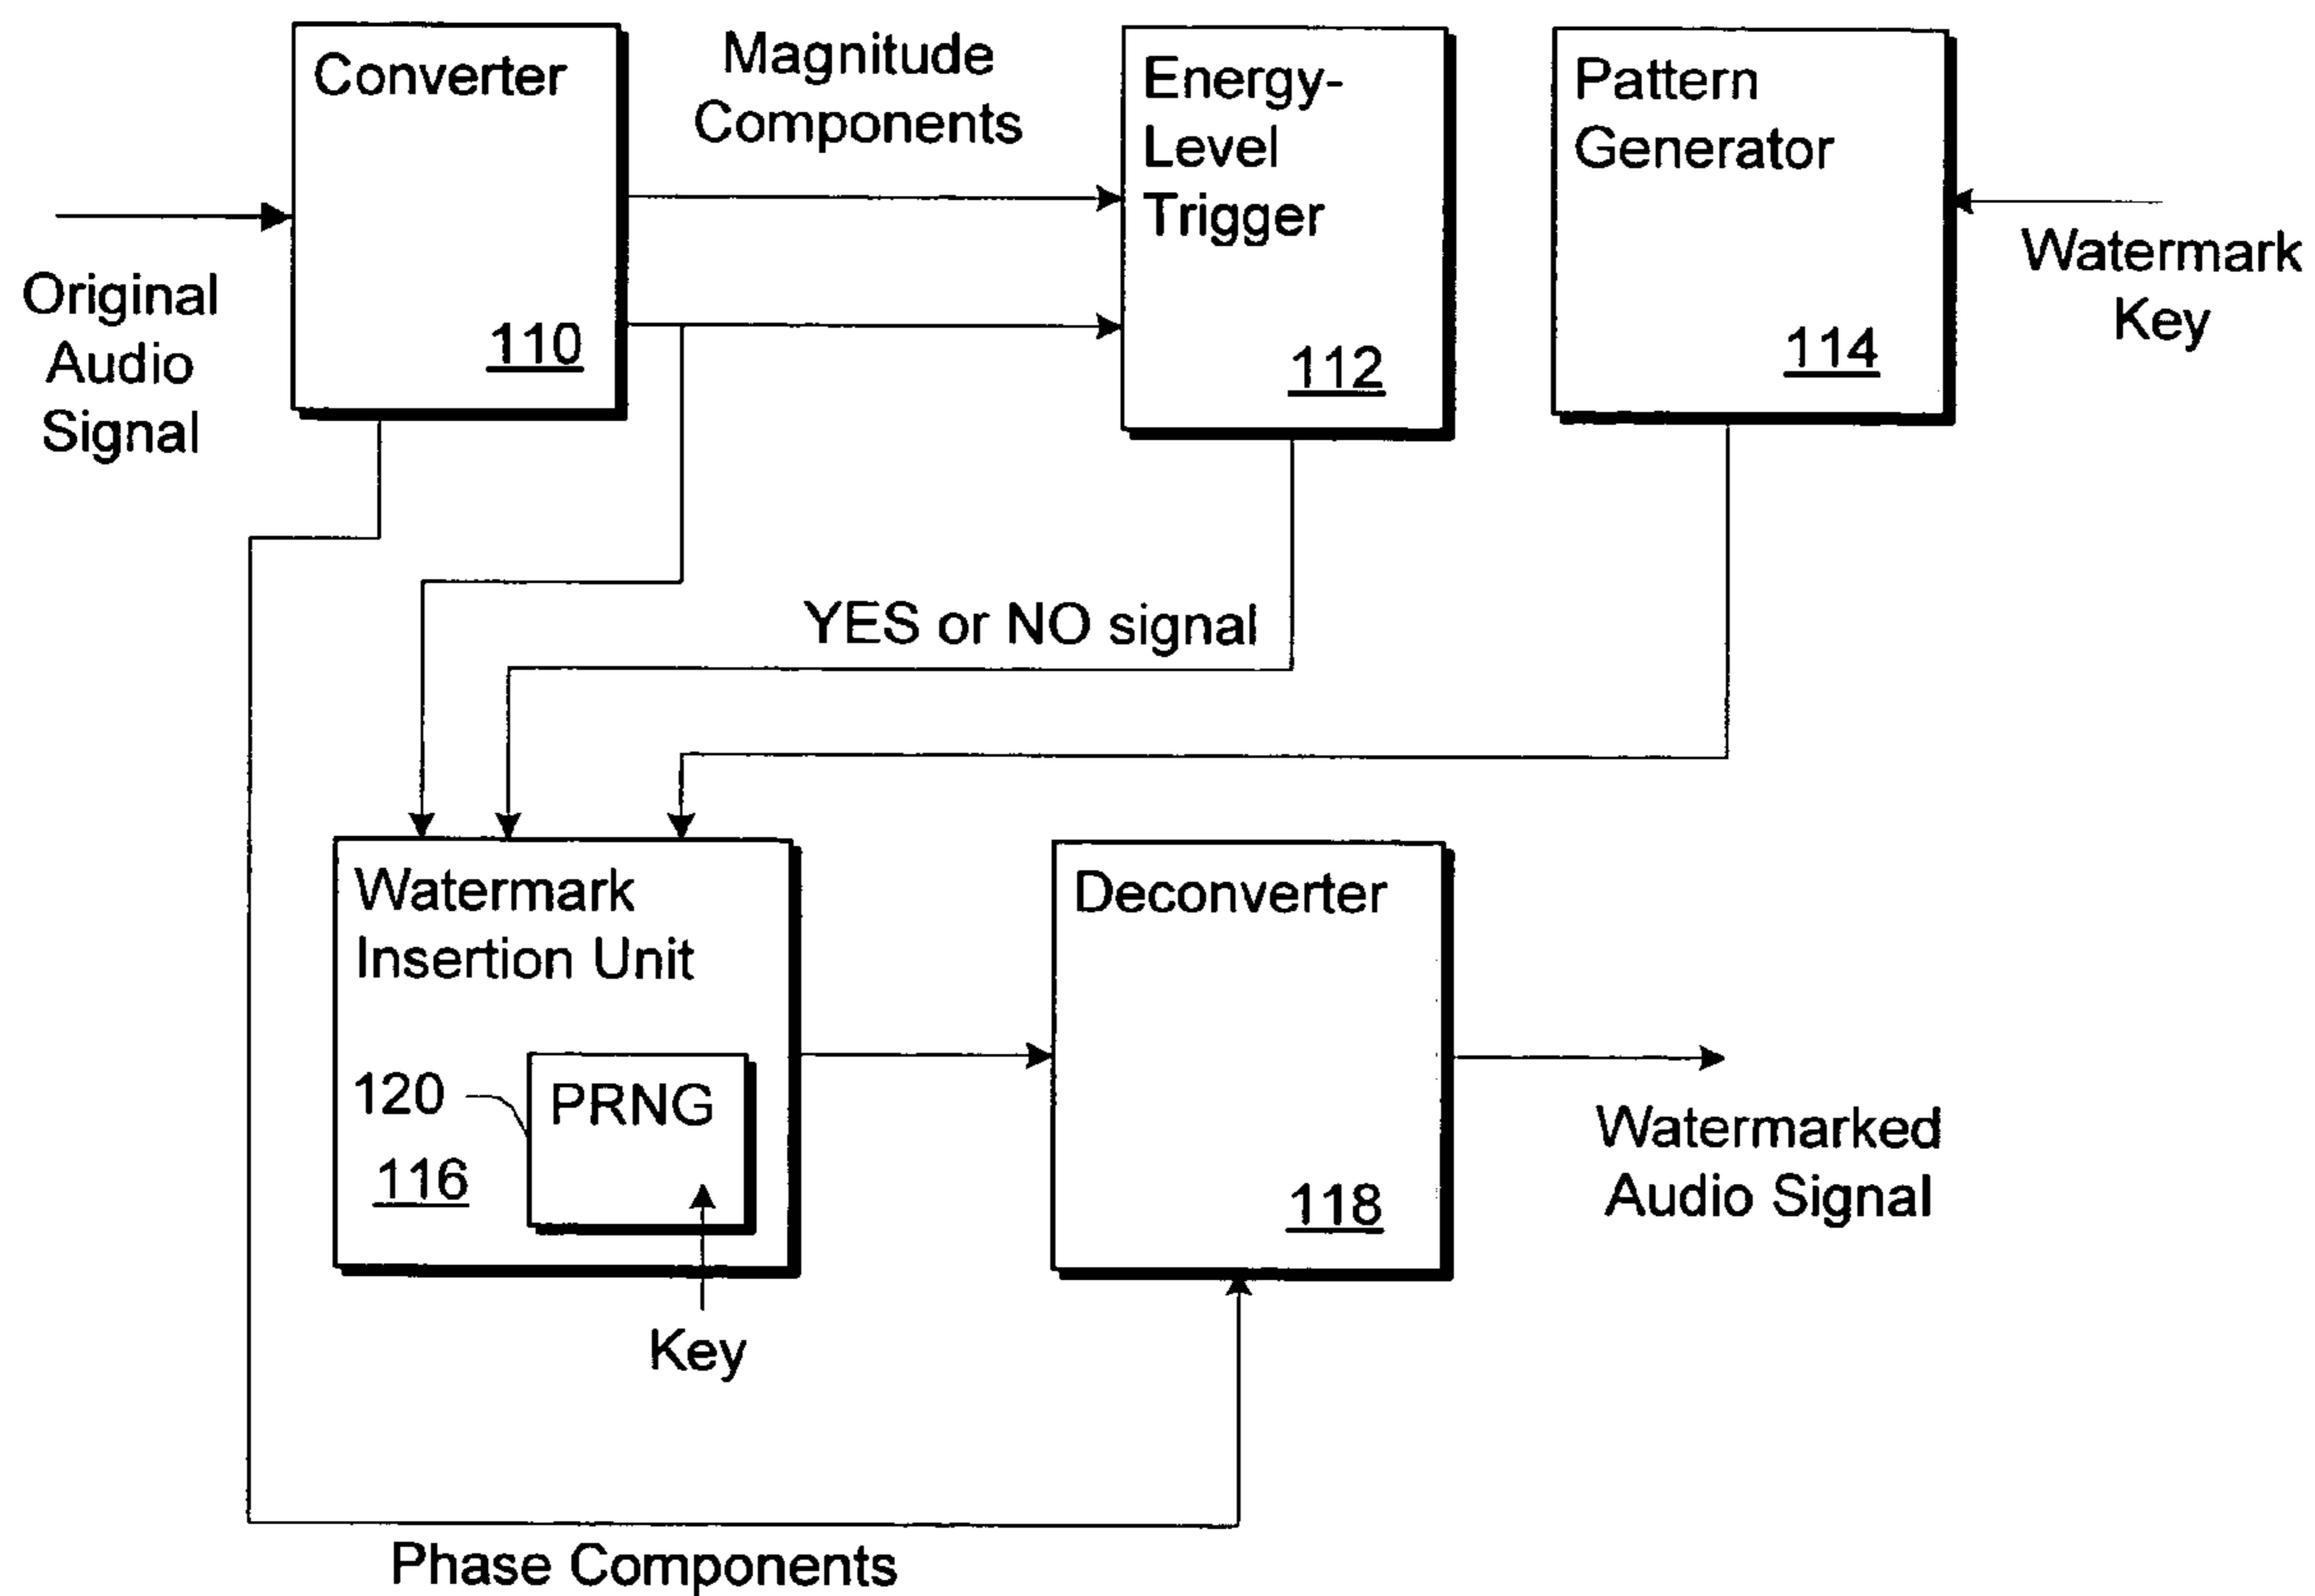 Converter
110
Magnitude
Components
Energy-
Level
Trigger
112
Pattern
Generator
114
Watermark
Key
Original
Audio
Signal
YES or NO signal
Watermark
Insertion Unit
120
PRNG
116
Key
Deconverter
118
Watermarked
Audio Signal
Phase Components